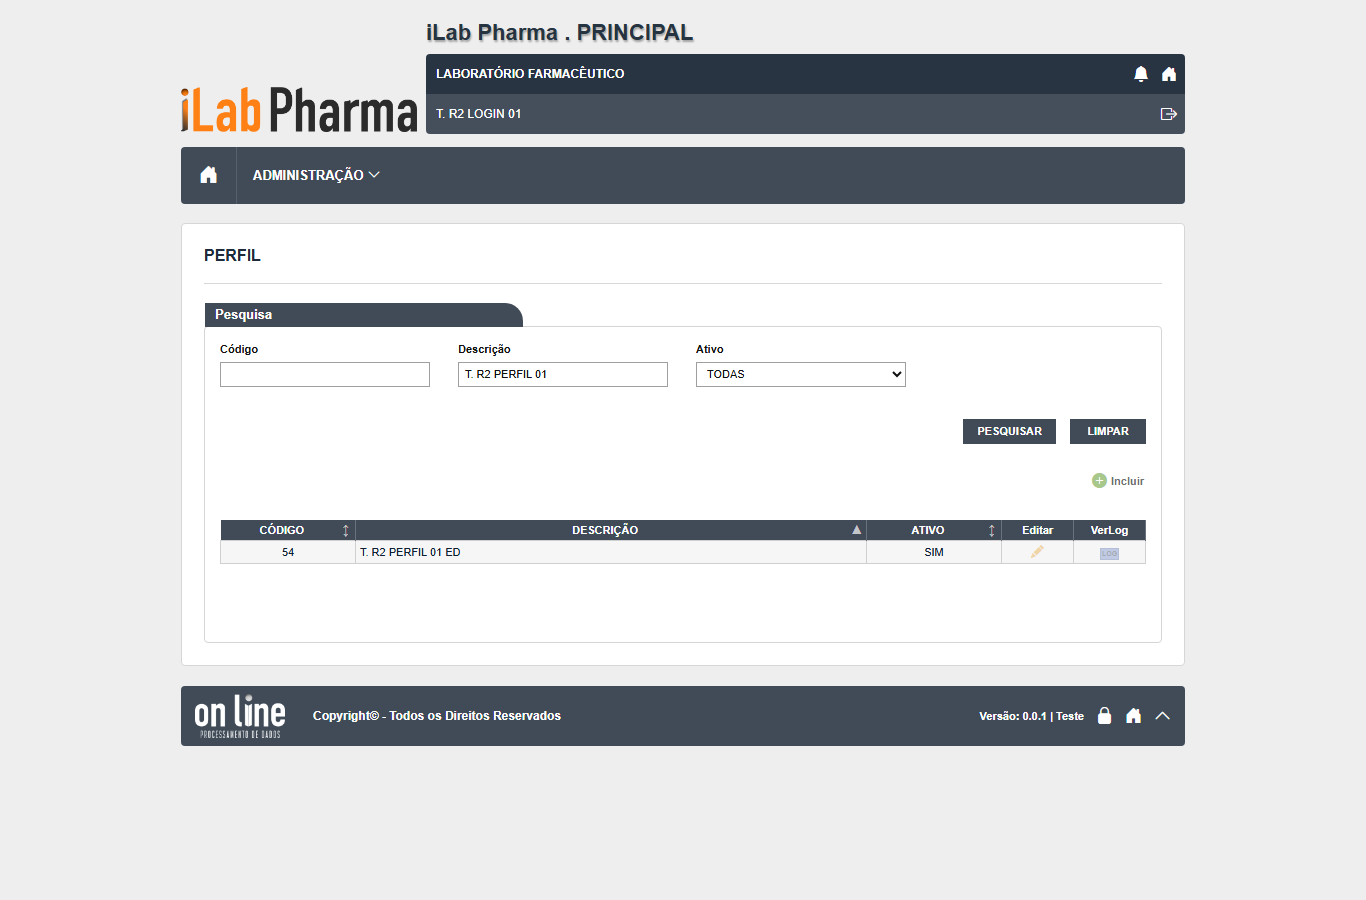 iLab Pharma . PRINCIPAL
LABORATÓRIO FARMACÊUTICO
iLab Pharma
T. R2 LOGIN 01
ADMINISTRAÇÃO
PERFIL
Pesquisa
Código Descrição Ativo
T. R2 PERFIL 01 TODAS
PESQUISAR LIMPAR
Incluir
CÓDIGO DESCRIÇÃO ATIVO Editar VerLog
54 T. R2 PERFIL 01 ED SIM LOG
on line
PROCESSAMENTO DE DADOS
Copyright© - Todos os Direitos Reservados
Versão: 0.0.1 | Teste